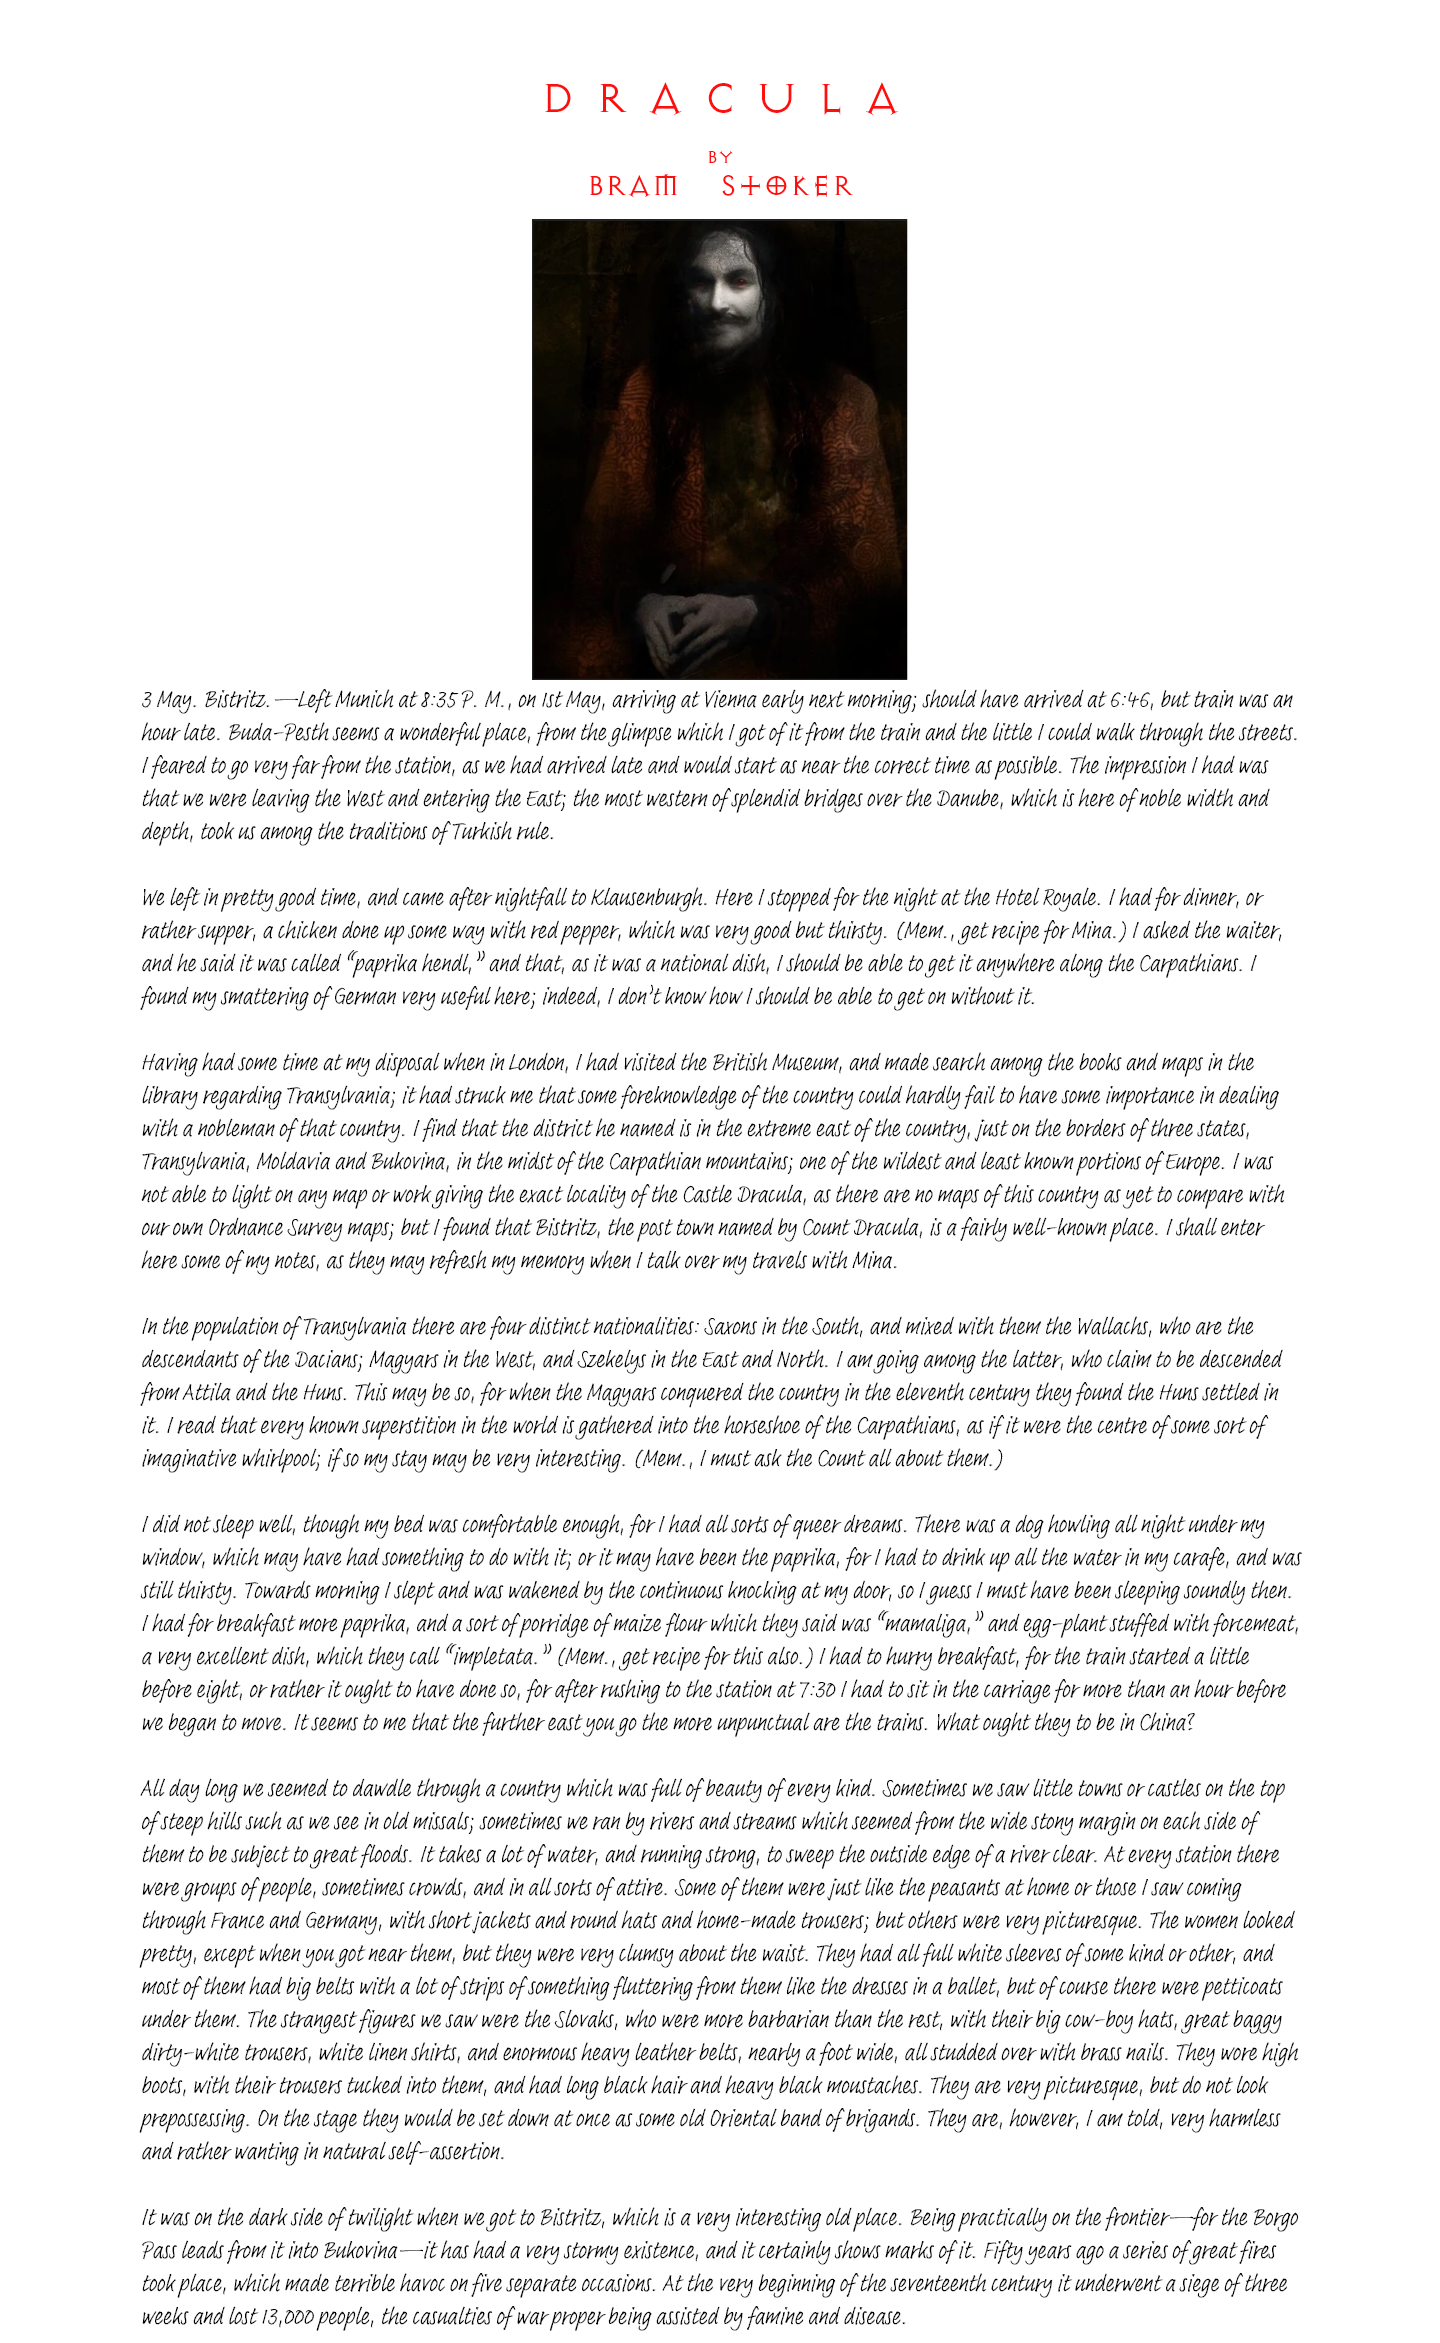 DRACULA
BY
BRAM STOKER
3 May. Bistritz.—Left Munich at 8:35 P. M., on 1st May, arriving at Vienna early next morning; should have arrived at 6:46, but train was an
hour late. Buda-Pesth seems a wonderful place, from the glimpse which I got of it from the train and the little I could walk through the streets.
I feared to go very far from the station, as we had arrived late and would start as near the correct time as possible. The impression I had was
that we were leaving the West and entering the East; the most western of splendid bridges over the Danube, which is here of noble width and
depth, took us among the traditions of Turkish rule.
We left in pretty good time, and came after nightfall to Klausenburgh. Here I stopped for the night at the Hotel Royale. I had for dinner, or
rather supper, a chicken done up some way with red pepper, which was very good but thirsty. (Mem., get recipe for Mina.) I asked the waiter,
and he said it was called “paprika hendl,” and that, as it was a national dish, I should be able to get it anywhere along the Carpathians. I
found my smattering of German very useful here; indeed, I don’t know how I should be able to get on without it.
Having had some time at my disposal when in London, I had visited the British Museum, and made search among the books and maps in the
library regarding Transylvania; it had struck me that some foreknowledge of the country could hardly fail to have some importance in dealing
with a nobleman of that country. I find that the district he named is in the extreme east of the country, just on the borders of three states,
Transylvania, Moldavia and Bukovina, in the midst of the Carpathian mountains; one of the wildest and least known portions of Europe. I was
not able to light on any map or work giving the exact locality of the Castle Dracula, as there are no maps of this country as yet to compare with
our own Ordnance Survey maps; but I found that Bistritz, the post town named by Count Dracula, is a fairly well-known place. I shall enter
here some of my notes, as they may refresh my memory when I talk over my travels with Mina.
In the population of Transylvania there are four distinct nationalities: Saxons in the South, and mixed with them the Wallachs, who are the
descendants of the Dacians; Magyars in the West, and Szekelys in the East and North. I am going among the latter, who claim to be descended
from Attila and the Huns. This may be so, for when the Magyars conquered the country in the eleventh century they found the Huns settled in
it. I read that every known superstition in the world is gathered into the horseshoe of the Carpathians, as if it were the centre of some sort of
imaginative whirlpool; if so my stay may be very interesting. (Mem., I must ask the Count all about them.)
I did not sleep well, though my bed was comfortable enough, for I had all sorts of queer dreams. There was a dog howling all night under my
window, which may have had something to do with it; or it may have been the paprika, for I had to drink up all the water in my carafe, and was
still thirsty. Towards morning I slept and was wakened by the continuous knocking at my door, so I guess I must have been sleeping soundly then.
I had for breakfast more paprika, and a sort of porridge of maize flour which they said was “mamaliga,” and egg-plant stuffed with forcemeat,
a very excellent dish, which they call “impletata.” (Mem., get recipe for this also.) I had to hurry breakfast, for the train started a little
before eight, or rather it ought to have done so, for after rushing to the station at 7:30 I had to sit in the carriage for more than an hour before
we began to move. It seems to me that the further east you go the more unpunctual are the trains. What ought they to be in China?
All day long we seemed to dawdle through a country which was full of beauty of every kind. Sometimes we saw little towns or castles on the top
of steep hills such as we see in old missals; sometimes we ran by rivers and streams which seemed from the wide stony margin on each side of
them to be subject to great floods. It takes a lot of water, and running strong, to sweep the outside edge of a river clear. At every station there
were groups of people, sometimes crowds, and in all sorts of attire. Some of them were just like the peasants at home or those I saw coming
through France and Germany, with short jackets and round hats and home-made trousers; but others were very picturesque. The women looked
pretty, except when you got near them, but they were very clumsy about the waist. They had all full white sleeves of some kind or other, and
most of them had big belts with a lot of strips of something fluttering from them like the dresses in a ballet, but of course there were petticoats
under them. The strangest figures we saw were the Slovaks, who were more barbarian than the rest, with their big cow-boy hats, great baggy
dirty-white trousers, white linen shirts, and enormous heavy leather belts, nearly a foot wide, all studded over with brass nails. They wore high
boots, with their trousers tucked into them, and had long black hair and heavy black moustaches. They are very picturesque, but do not look
prepossessing. On the stage they would be set down at once as some old Oriental band of brigands. They are, however, I am told, very harmless
and rather wanting in natural self-assertion.
It was on the dark side of twilight when we got to Bistritz, which is a very interesting old place. Being practically on the frontier—for the Borgo
Pass leads from it into Bukovina—it has had a very stormy existence, and it certainly shows marks of it. Fifty years ago a series of great fires
took place, which made terrible havoc on five separate occasions. At the very beginning of the seventeenth century it underwent a siege of three
weeks and lost 13,000 people, the casualties of war proper being assisted by famine and disease.